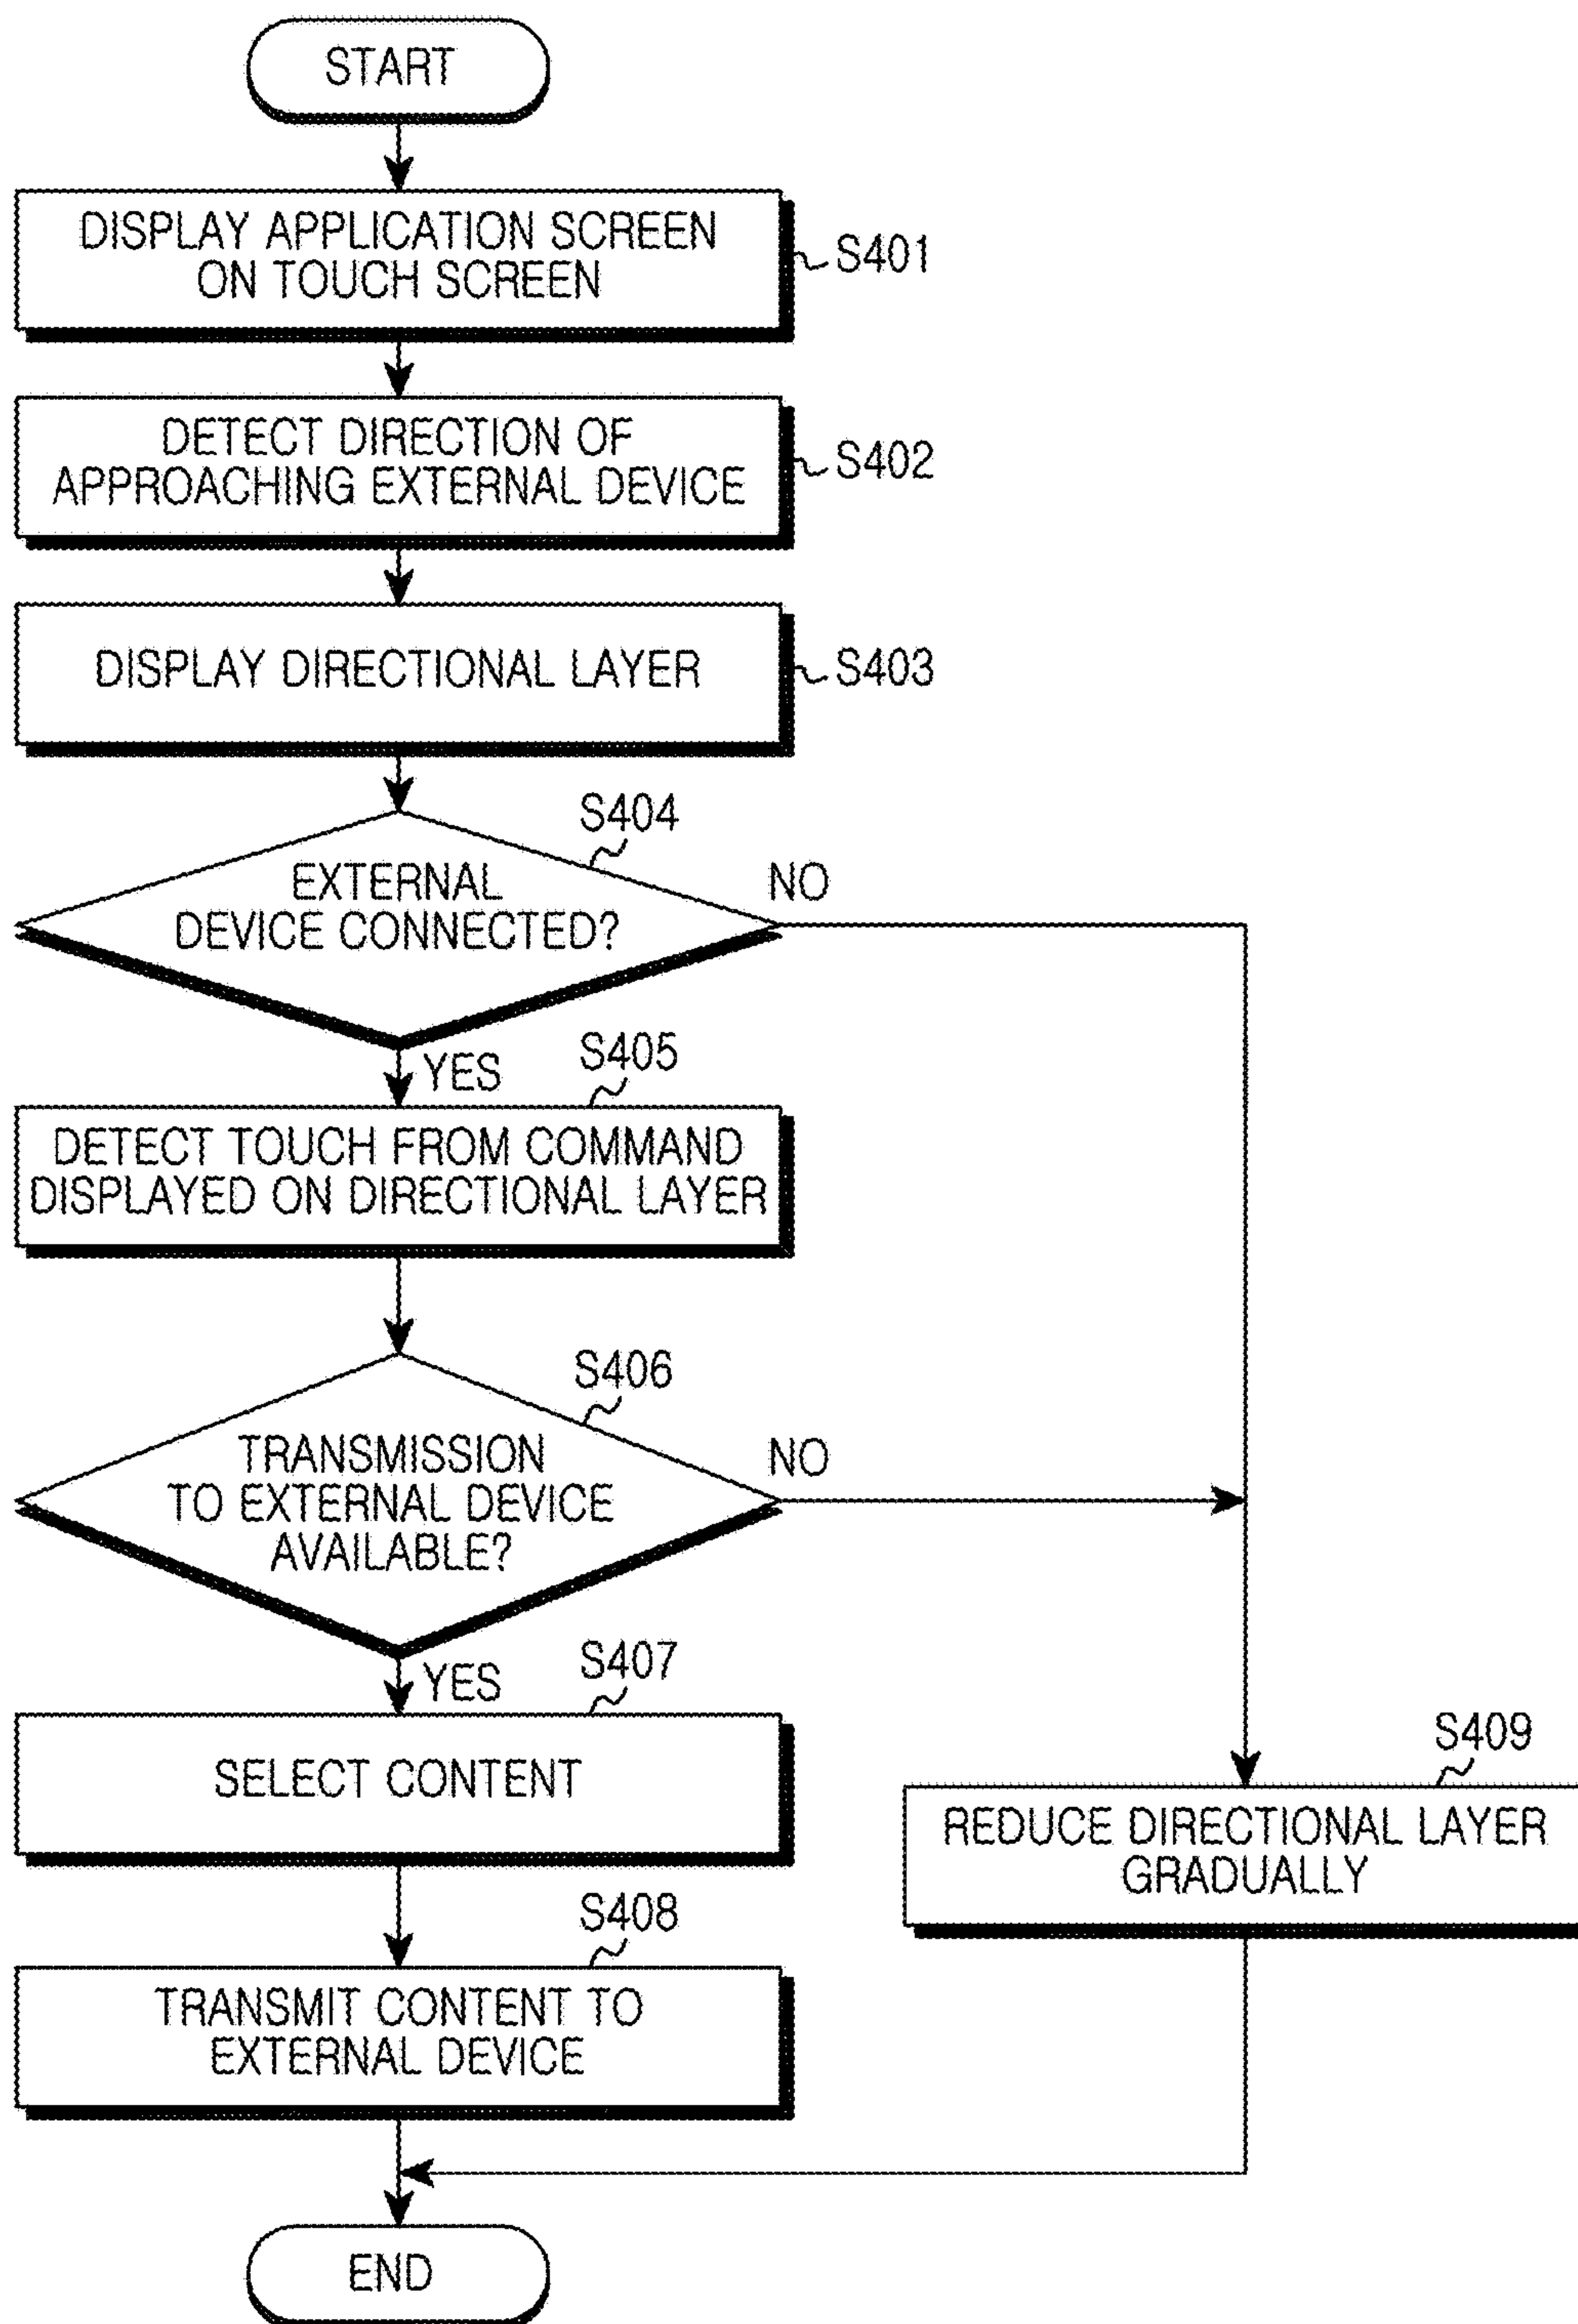 START
DISPLAY APPLICATION SCREEN
ON TOUCH SCREEN
S401
DETECT DIRECTION OF
APPROACHING EXTERNAL DEVICE
S402
DISPLAY DIRECTIONAL LAYER
S403
S404
EXTERNAL
DEVICE CONNECTED?
NO
YES
S405
DETECT TOUCH FROM COMMAND
DISPLAYED ON DIRECTIONAL LAYER
S406
TRANSMISSION
TO EXTERNAL DEVICE
AVAILABLE?
NO
YES
S407
SELECT CONTENT
S409
REDUCE DIRECTIONAL LAYER
GRADUALLY
S408
TRANSMIT CONTENT TO
EXTERNAL DEVICE
END